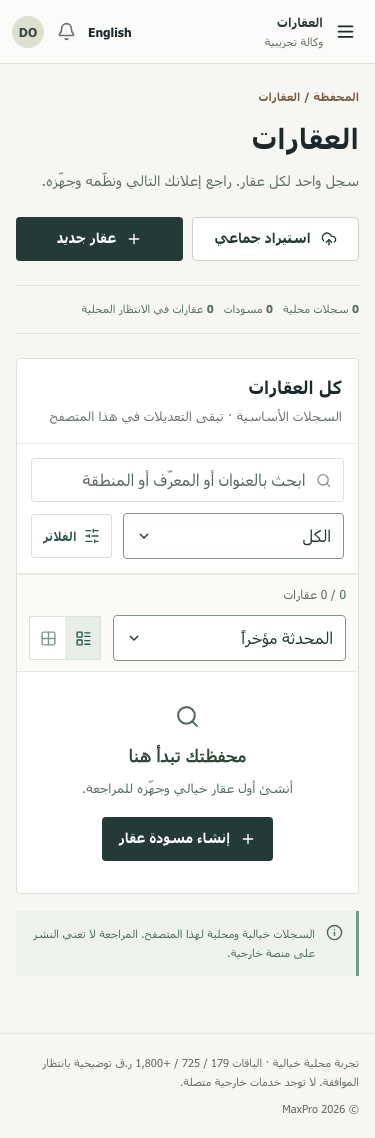 العقارات
وكالة تجريبية
English
DO
المحفظة / العقارات
العقارات
سجل واحد لكل عقار. راجع إعلانك التالي ونظّمه وجهّزه.
استيراد جماعي
عقار جديد
0 سجلات محلية 0 مسودات 0 عقارات في الانتظار المحلية
كل العقارات
السجلات الأساسية · تبقى التعديلات في هذا المتصفح
ابحث بالعنوان أو المعرّف أو المنطقة
الكل
الفلاتر
0 / 0 عقارات
المحدثة مؤخراً
محفظتك تبدأ هنا
أنشئ أول عقار خيالي وجهّزه للمراجعة.
إنشاء مسودة عقار
السجلات خيالية ومحلية لهذا المتصفح. المراجعة لا تعني النشر
على منصة خارجية.
تجربة محلية خيالية · الباقات 179 / 725 / +1,800 ر.ق توضيحية بانتظار
الموافقة. لا توجد خدمات خارجية متصلة.
© 2026 MaxPro